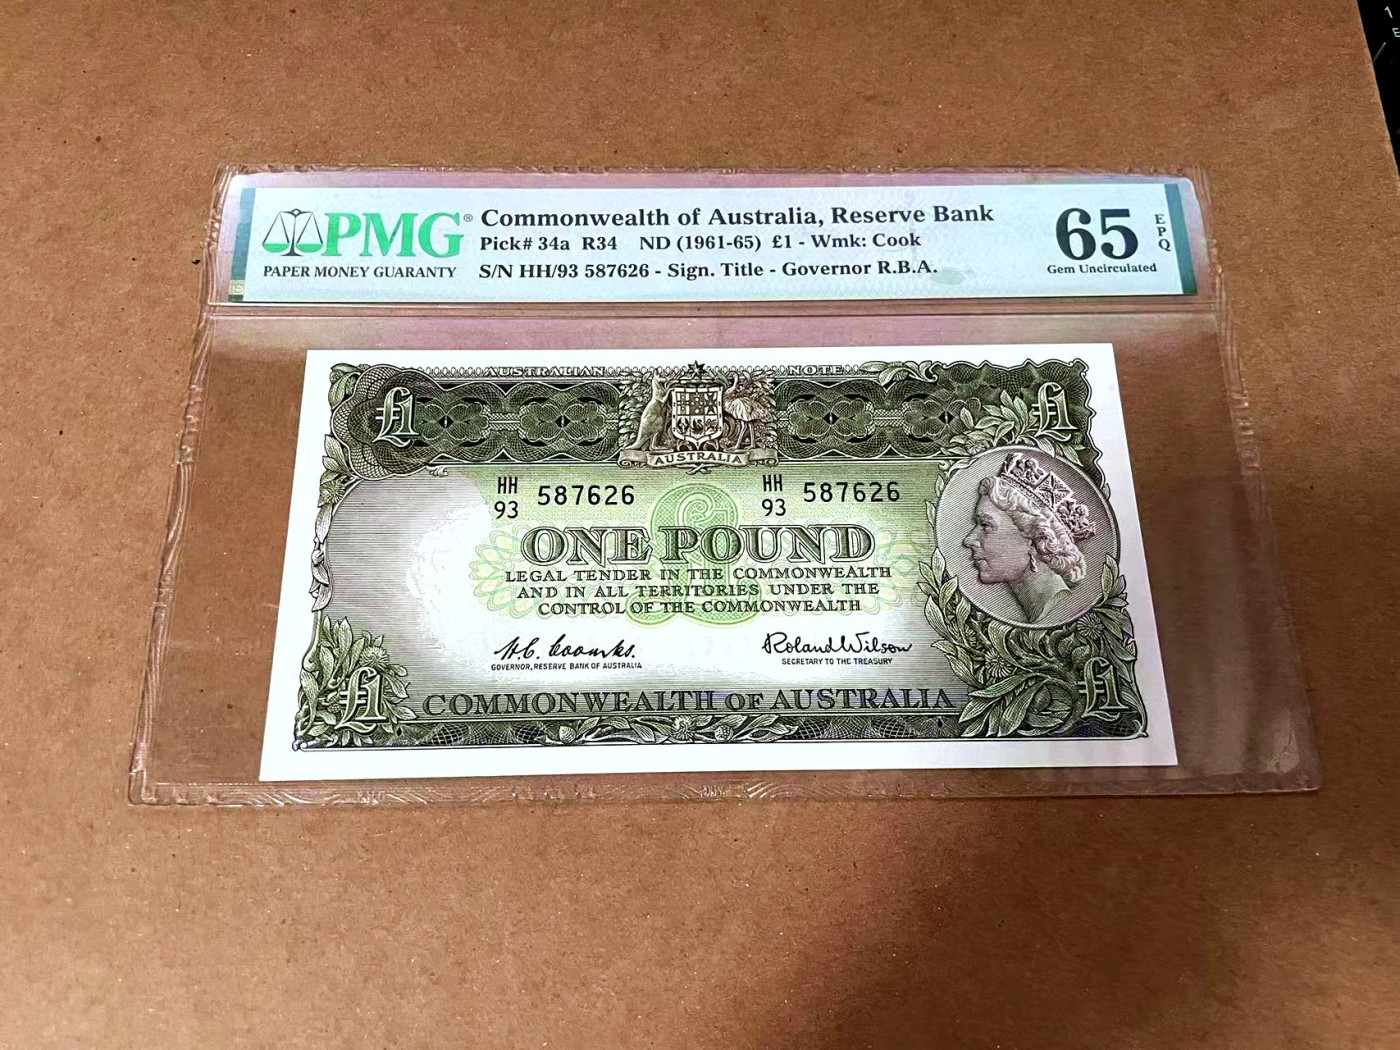 PMG®
PAPER MONEY GUARANTY
Commonwealth of Australia, Reserve Bank
Pick# 34a R34 ND (1961-65) £1 - Wmk: Cook
S/N HH/93 587626 - Sign. Title - Governor R.B.A.
65
EPQ
Gem Uncirculated
AUSTRALIAN NOTE
£1 £1
AUSTRALIA
HH 93 587626 HH 93 587626
ONE POUND
LEGAL TENDER IN THE COMMONWEALTH
AND IN ALL TERRITORIES UNDER THE
CONTROL OF THE COMMONWEALTH
H.C. Coombs. Roland Wilson
GOVERNOR, RESERVE BANK OF AUSTRALIA SECRETARY TO THE TREASURY
£1 £1
COMMONWEALTH OF AUSTRALIA